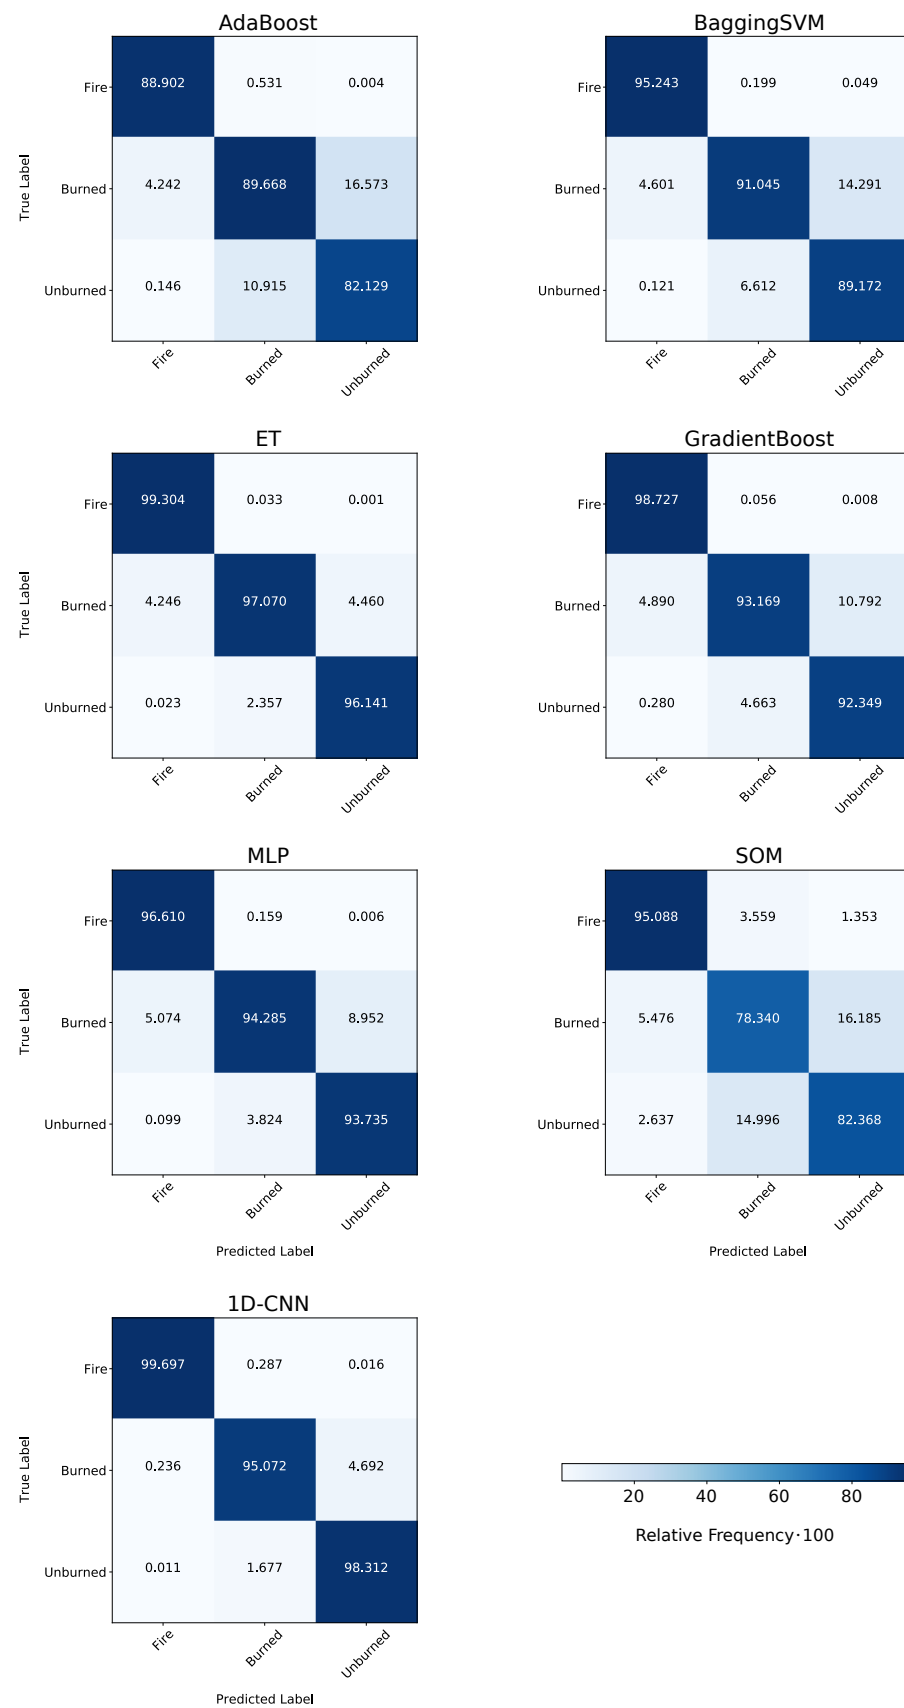 AdaBoost
True Label
Fire 88.902 0.531 0.004
Burned 4.242 89.668 16.573
Unburned 0.146 10.915 82.129
Fire Burned Unburned
BaggingSVM
Fire 95.243 0.199 0.049
Burned 4.601 91.045 14.291
Unburned 0.121 6.612 89.172
Fire Burned Unburned
ET
True Label
Fire 99.304 0.033 0.001
Burned 4.246 97.070 4.460
Unburned 0.023 2.357 96.141
Fire Burned Unburned
GradientBoost
Fire 98.727 0.056 0.008
Burned 4.890 93.169 10.792
Unburned 0.280 4.663 92.349
Fire Burned Unburned
MLP
True Label
Fire 96.610 0.159 0.006
Burned 5.074 94.285 8.952
Unburned 0.099 3.824 93.735
Fire Burned Unburned
Predicted Label
SOM
Fire 95.088 3.559 1.353
Burned 5.476 78.340 16.185
Unburned 2.637 14.996 82.368
Fire Burned Unburned
Predicted Label
1D-CNN
True Label
Fire 99.697 0.287 0.016
Burned 0.236 95.072 4.692
Unburned 0.011 1.677 98.312
Fire Burned Unburned
Predicted Label
20 40 60 80
Relative Frequency·100